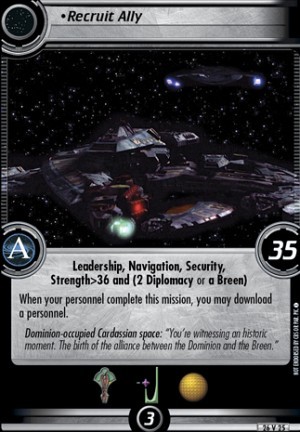 •Recruit Ally
A
35
Leadership, Navigation, Security,
Strength>36 and (2 Diplomacy or a Breen)
When your personnel complete this mission, you may download
a personnel.
Dominion-occupied Cardassian space: "You're witnessing an historic
moment. The birth of the alliance between the Dominion and the Breen."
3